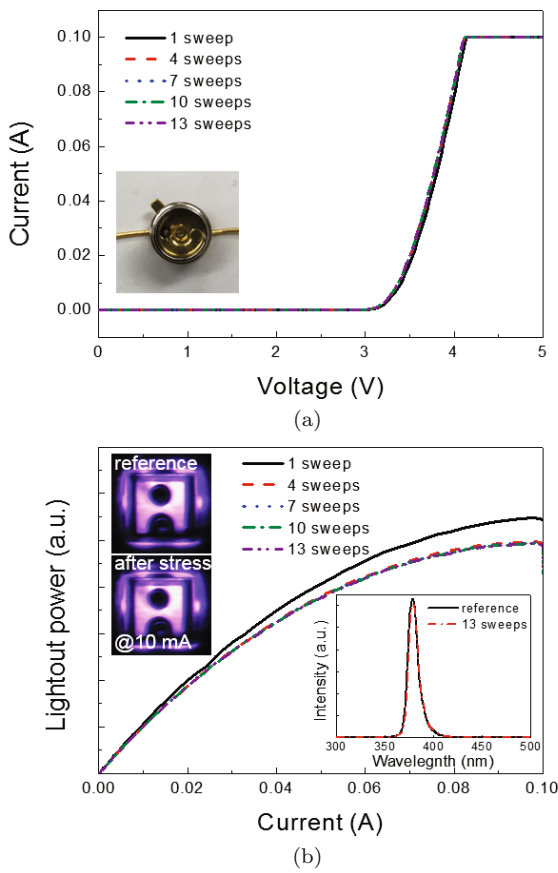 0.10
0.08
0.06
0.04
0.02
0.00
Current (A)
1 sweep
4 sweeps
7 sweeps
10 sweeps
13 sweeps
0 1 2 3 4 5
Voltage (V)
(a)
Lightout power (a.u.)
reference
after stress
@10 mA
1 sweep
4 sweeps
7 sweeps
10 sweeps
13 sweeps
Intensity (a.u.)
reference
13 sweeps
300 350 400 450 500
Wavelegnth (nm)
0.00 0.02 0.04 0.06 0.08 0.10
Current (A)
(b)